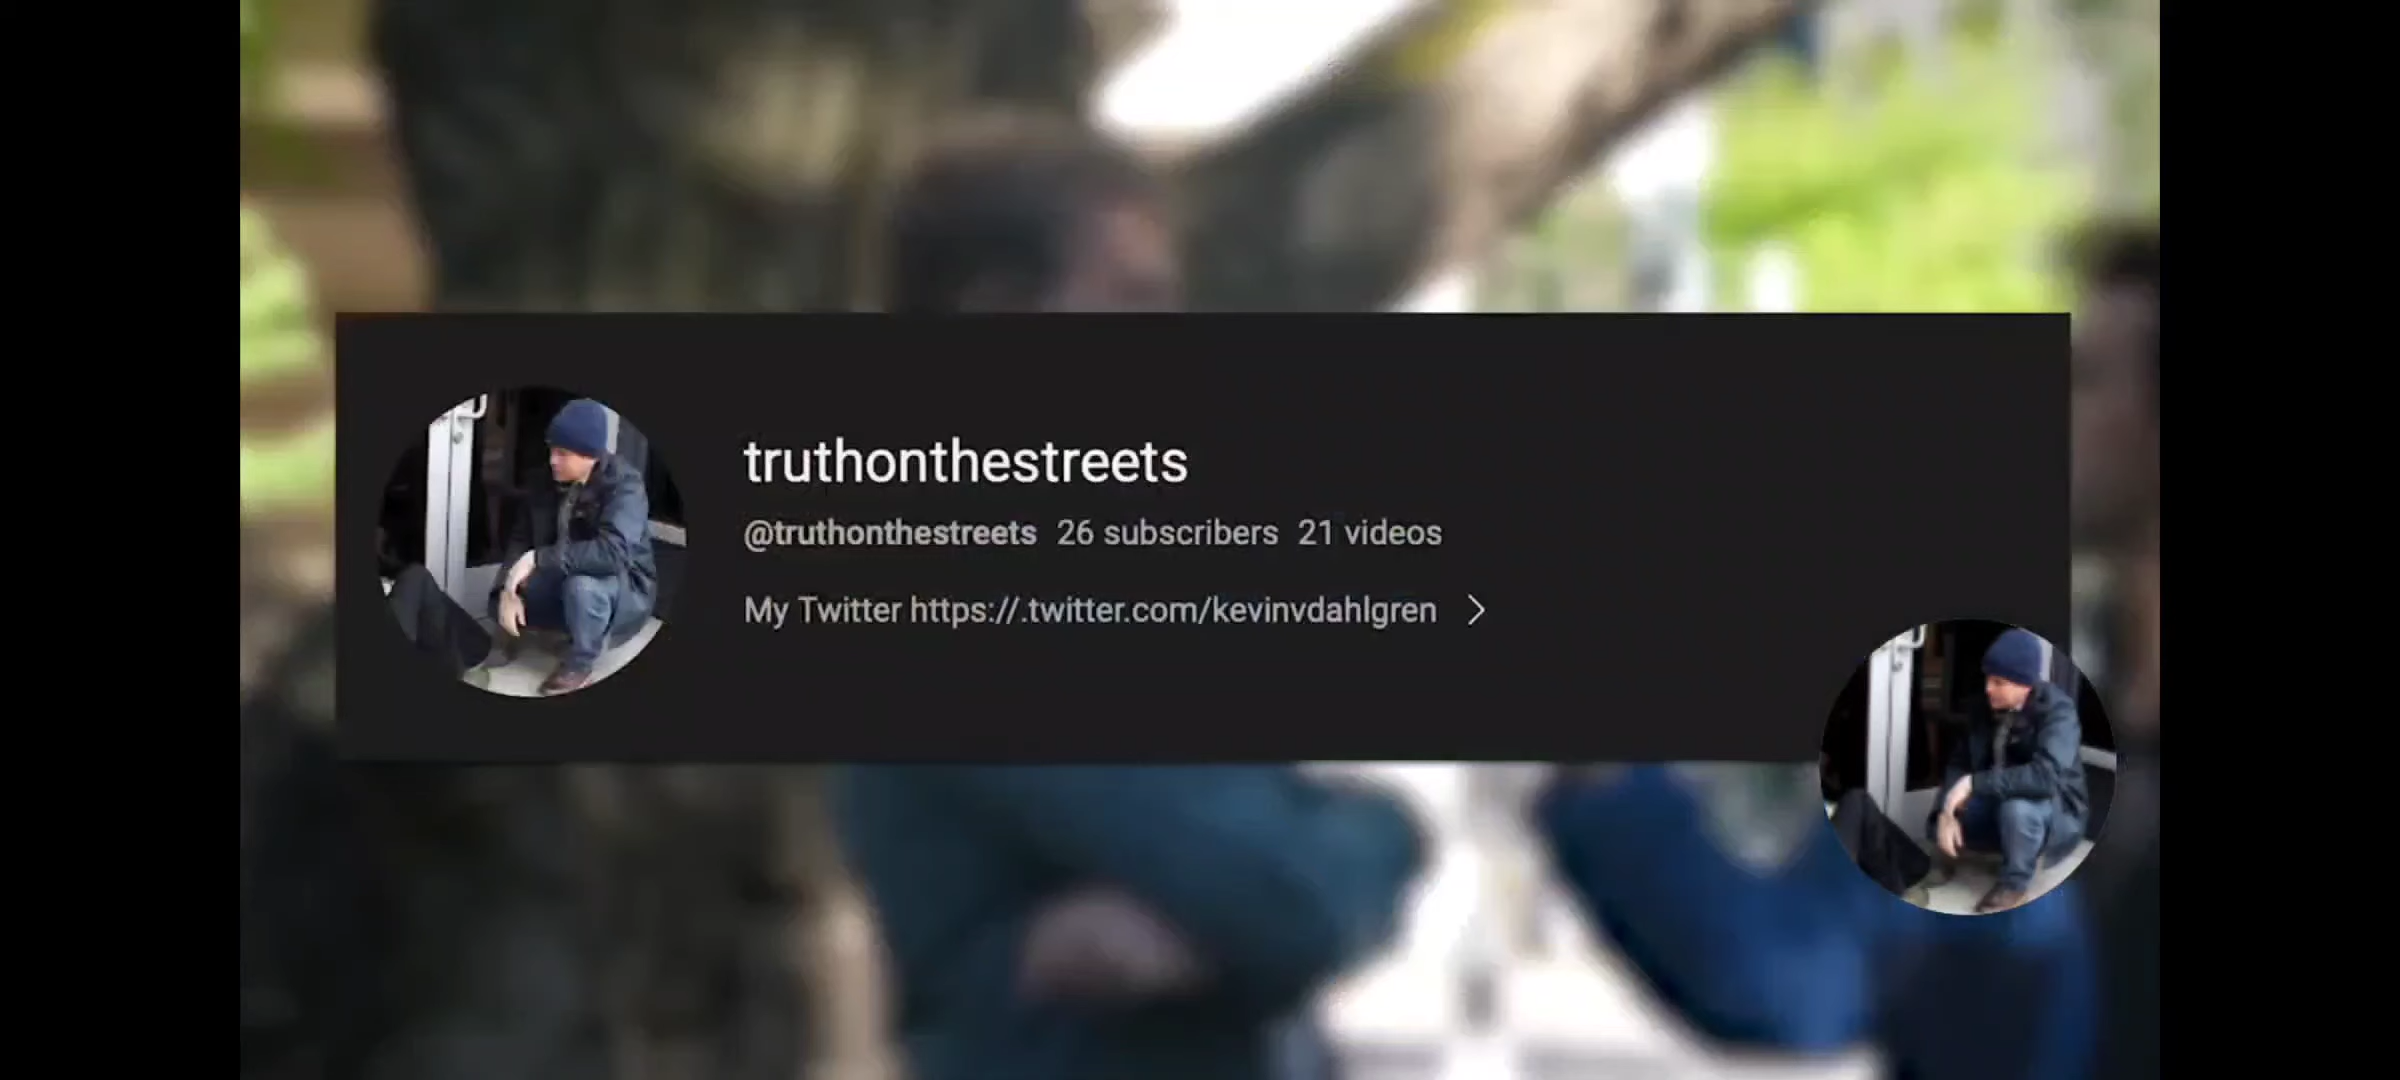 truthonthestreets
@truthonthestreets 26 subscribers 21 videos
My Twitter https://.twitter.com/kevinvdahlgren